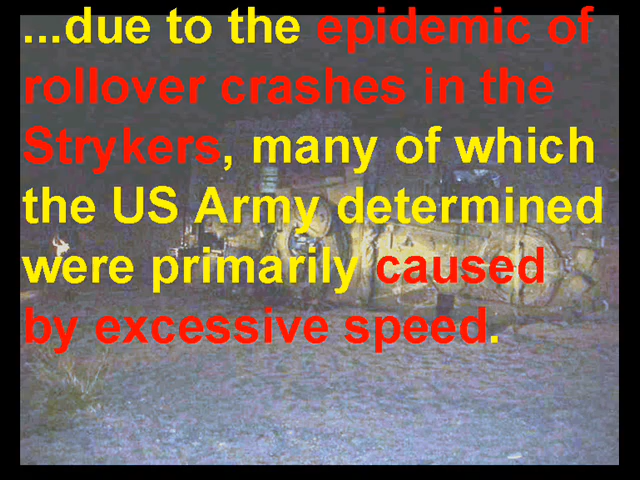 ...due to the epidemic of
rollover crashes in the
Strykers, many of which
the US Army determined
were primarily caused
by excessive speed.